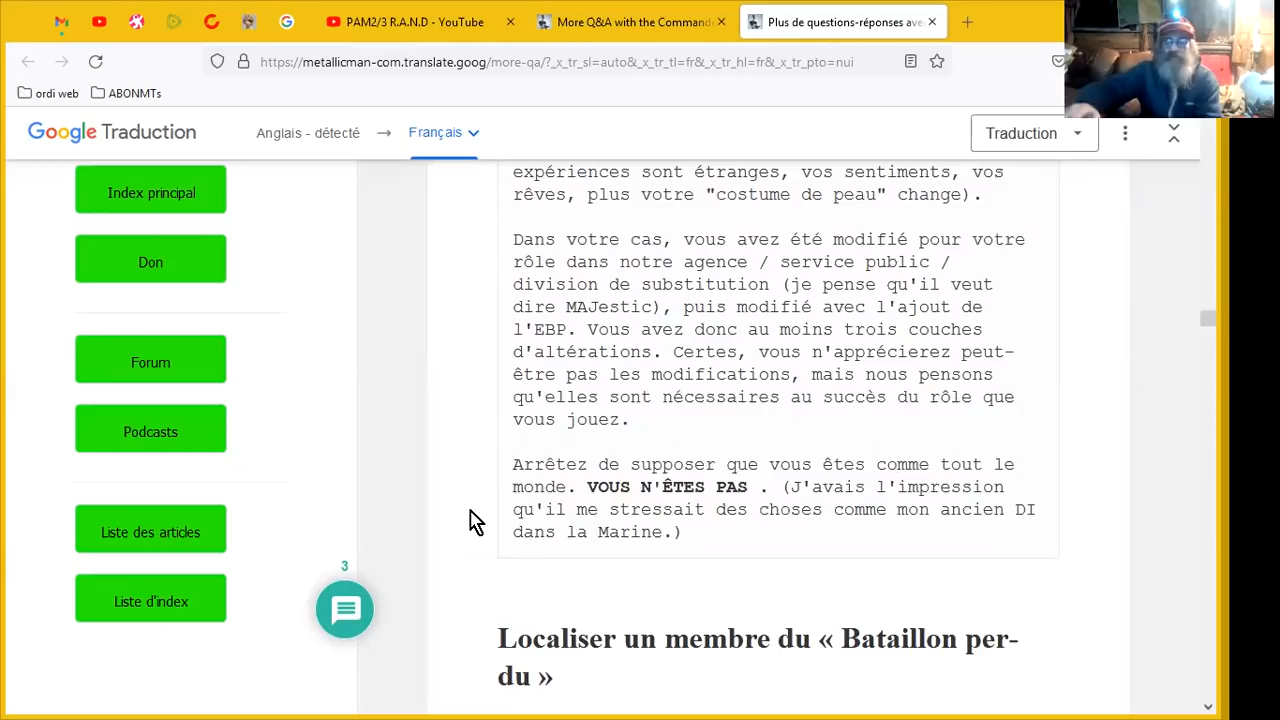 PAM2/3 R.A.N.D - YouTube
More Q&A with the Command
Plus de questions-réponses ave
https://metallicman-com.translate.goog/more-qa/?_x_tr_sl=auto&_x_tr_tl=fr&_x_tr_hl=fr&_x_tr_pto=nui
ordi web
ABONMTs
Google Traduction
Anglais - détecté
Français
Traduction
Index principal
Don
Forum
Podcasts
Liste des articles
Liste d'index
3
expériences sont étranges, vos sentiments, vos
rêves, plus votre "costume de peau" change).
Dans votre cas, vous avez été modifié pour votre
rôle dans notre agence / service public /
division de substitution (je pense qu'il veut
dire MAJestic), puis modifié avec l'ajout de
l'EBP. Vous avez donc au moins trois couches
d'altérations. Certes, vous n'apprécierez peut-
être pas les modifications, mais nous pensons
qu'elles sont nécessaires au succès du rôle que
vous jouez.
Arrêtez de supposer que vous êtes comme tout le
monde. VOUS N'ÊTES PAS . (J'avais l'impression
qu'il me stressait des choses comme mon ancien DI
dans la Marine.)
Localiser un membre du « Bataillon per-
du »